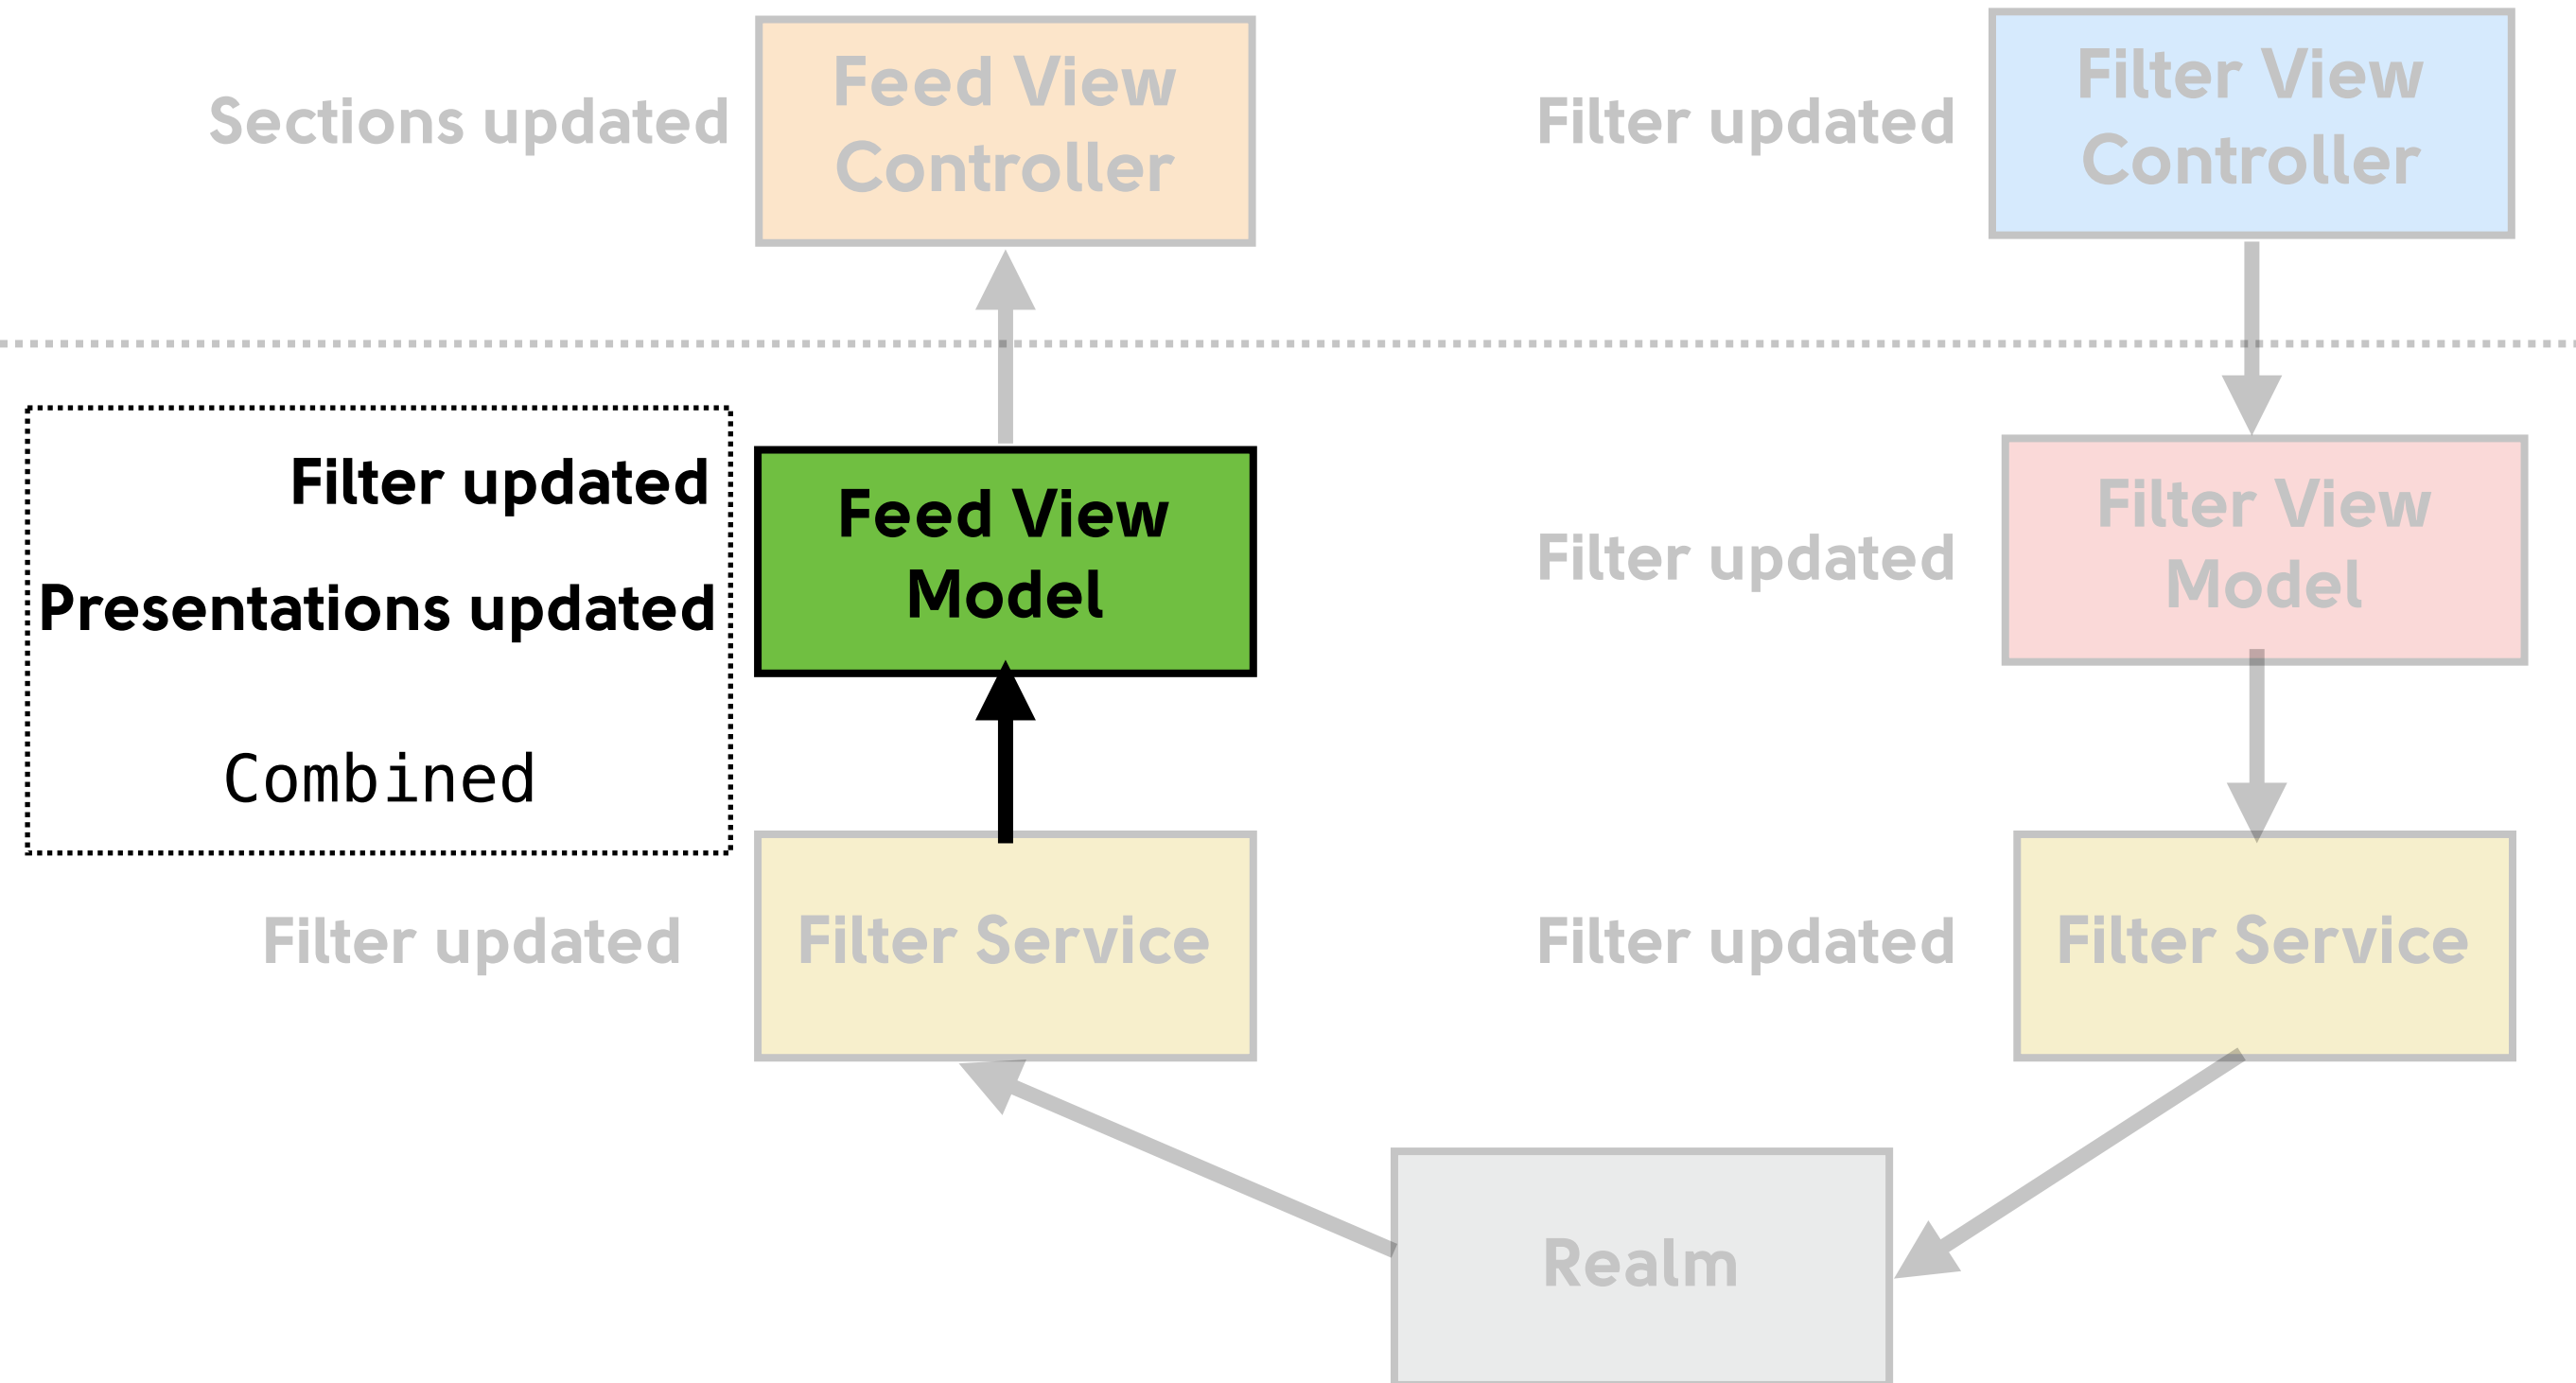 Sections updated
Feed View
Controller
Filter updated
Filter View
Controller
Filter updated
Presentations updated
Combined
Feed View
Model
Filter updated
Filter View
Model
Filter updated
Filter Service
Filter updated
Filter Service
Realm